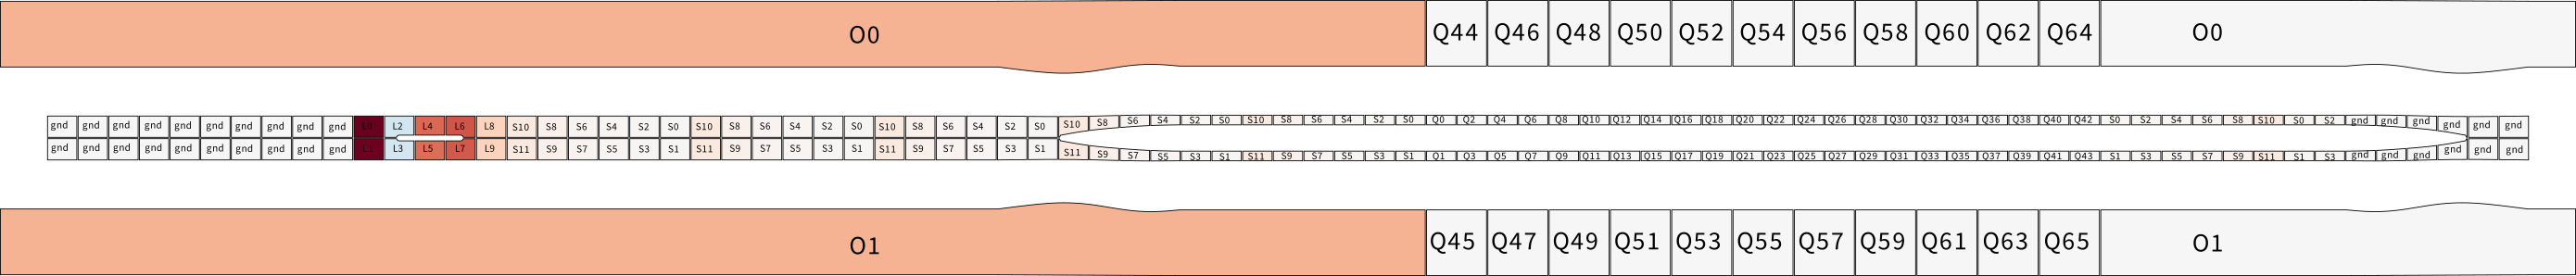 O0 Q44 Q46 Q48 Q50 Q52 Q54 Q56 Q58 Q60 Q62 Q64 O0
gnd gnd gnd gnd gnd gnd gnd gnd gnd gnd L0 L2 L4 L6 L8 S10 S8 S6 S4 S2 S0 S10 S8 S6 S4 S2 S0 S10 S8 S6 S4 S2 S0 S10 S8 S6 S4 S2 S0 S10 S8 S6 S4 S2 S0 Q0 Q2 Q4 Q6 Q8 Q10 Q12 Q14 Q16 Q18 Q20 Q22 Q24 Q26 Q28 Q30 Q32 Q34 Q36 Q38 Q40 Q42 S0 S2 S4 S6 S8 S10 S0 S2 gnd gnd gnd gnd gnd gnd
gnd gnd gnd gnd gnd gnd gnd gnd gnd gnd L1 L3 L5 L7 L9 S11 S9 S7 S5 S3 S1 S11 S9 S7 S5 S3 S1 S11 S9 S7 S5 S3 S1 S11 S9 S7 S5 S3 S1 S11 S9 S7 S5 S3 S1 Q1 Q3 Q5 Q7 Q9 Q11 Q13 Q15 Q17 Q19 Q21 Q23 Q25 Q27 Q29 Q31 Q33 Q35 Q37 Q39 Q41 Q43 S1 S3 S5 S7 S9 S11 S1 S3 gnd gnd gnd gnd gnd gnd
O1 Q45 Q47 Q49 Q51 Q53 Q55 Q57 Q59 Q61 Q63 Q65 O1